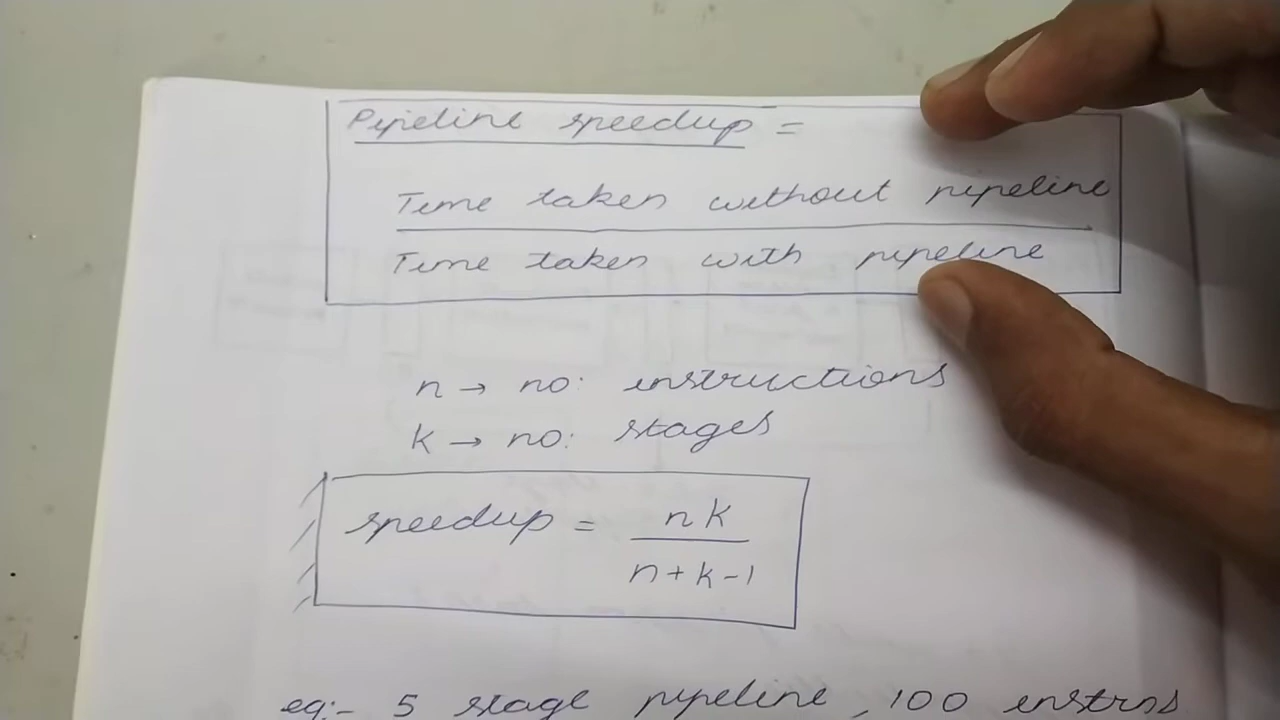 Pipeline speedup =
Time taken without pipeline
Time taken with pipeline
n → no: instructions
k → no: stages
speedup = nk
n+k-1
eg:- 5 stage pipeline, 100 instrns